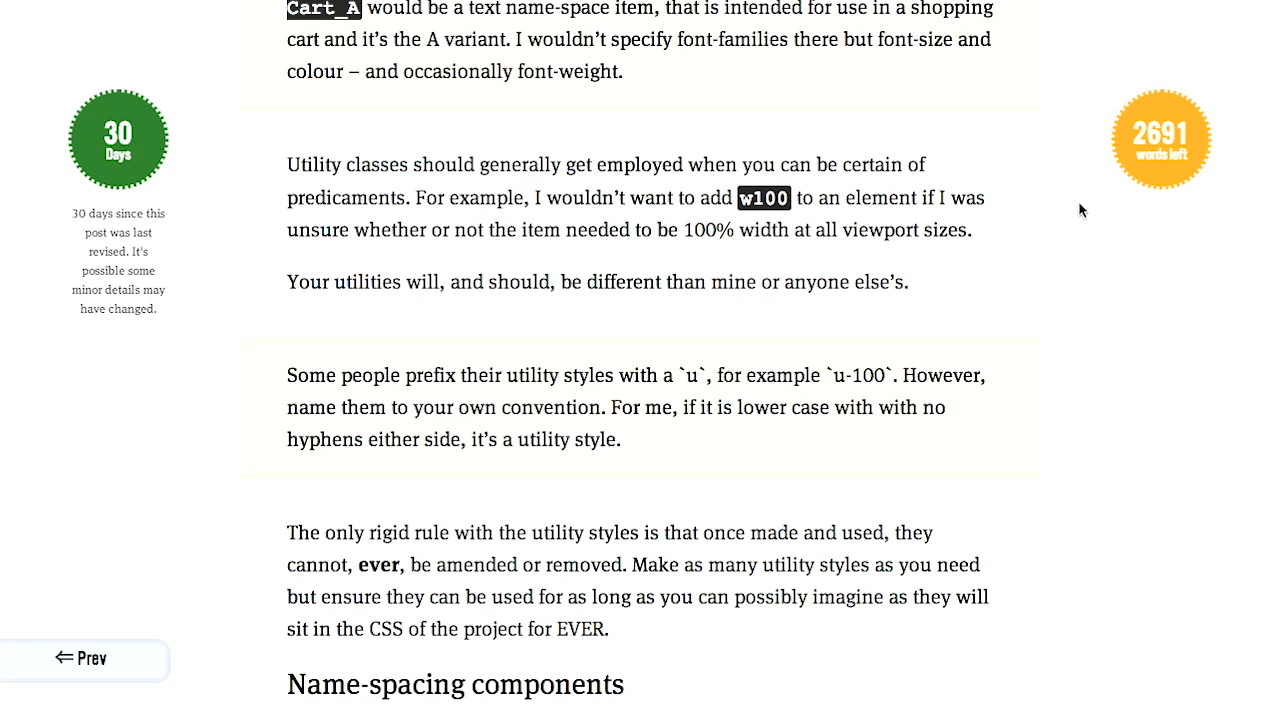 Cart_A would be a text name-space item, that is intended for use in a shopping
cart and it’s the A variant. I wouldn’t specify font-families there but font-size and
colour – and occasionally font-weight.
30
Days
30 days since this
post was last
revised. It's
possible some
minor details may
have changed.
2691
words left
Utility classes should generally get employed when you can be certain of
predicaments. For example, I wouldn’t want to add w100 to an element if I was
unsure whether or not the item needed to be 100% width at all viewport sizes.
Your utilities will, and should, be different than mine or anyone else’s.
Some people prefix their utility styles with a `u`, for example `u-100`. However,
name them to your own convention. For me, if it is lower case with with no
hyphens either side, it’s a utility style.
The only rigid rule with the utility styles is that once made and used, they
cannot, ever, be amended or removed. Make as many utility styles as you need
but ensure they can be used for as long as you can possibly imagine as they will
sit in the CSS of the project for EVER.
⇐ Prev
Name-spacing components